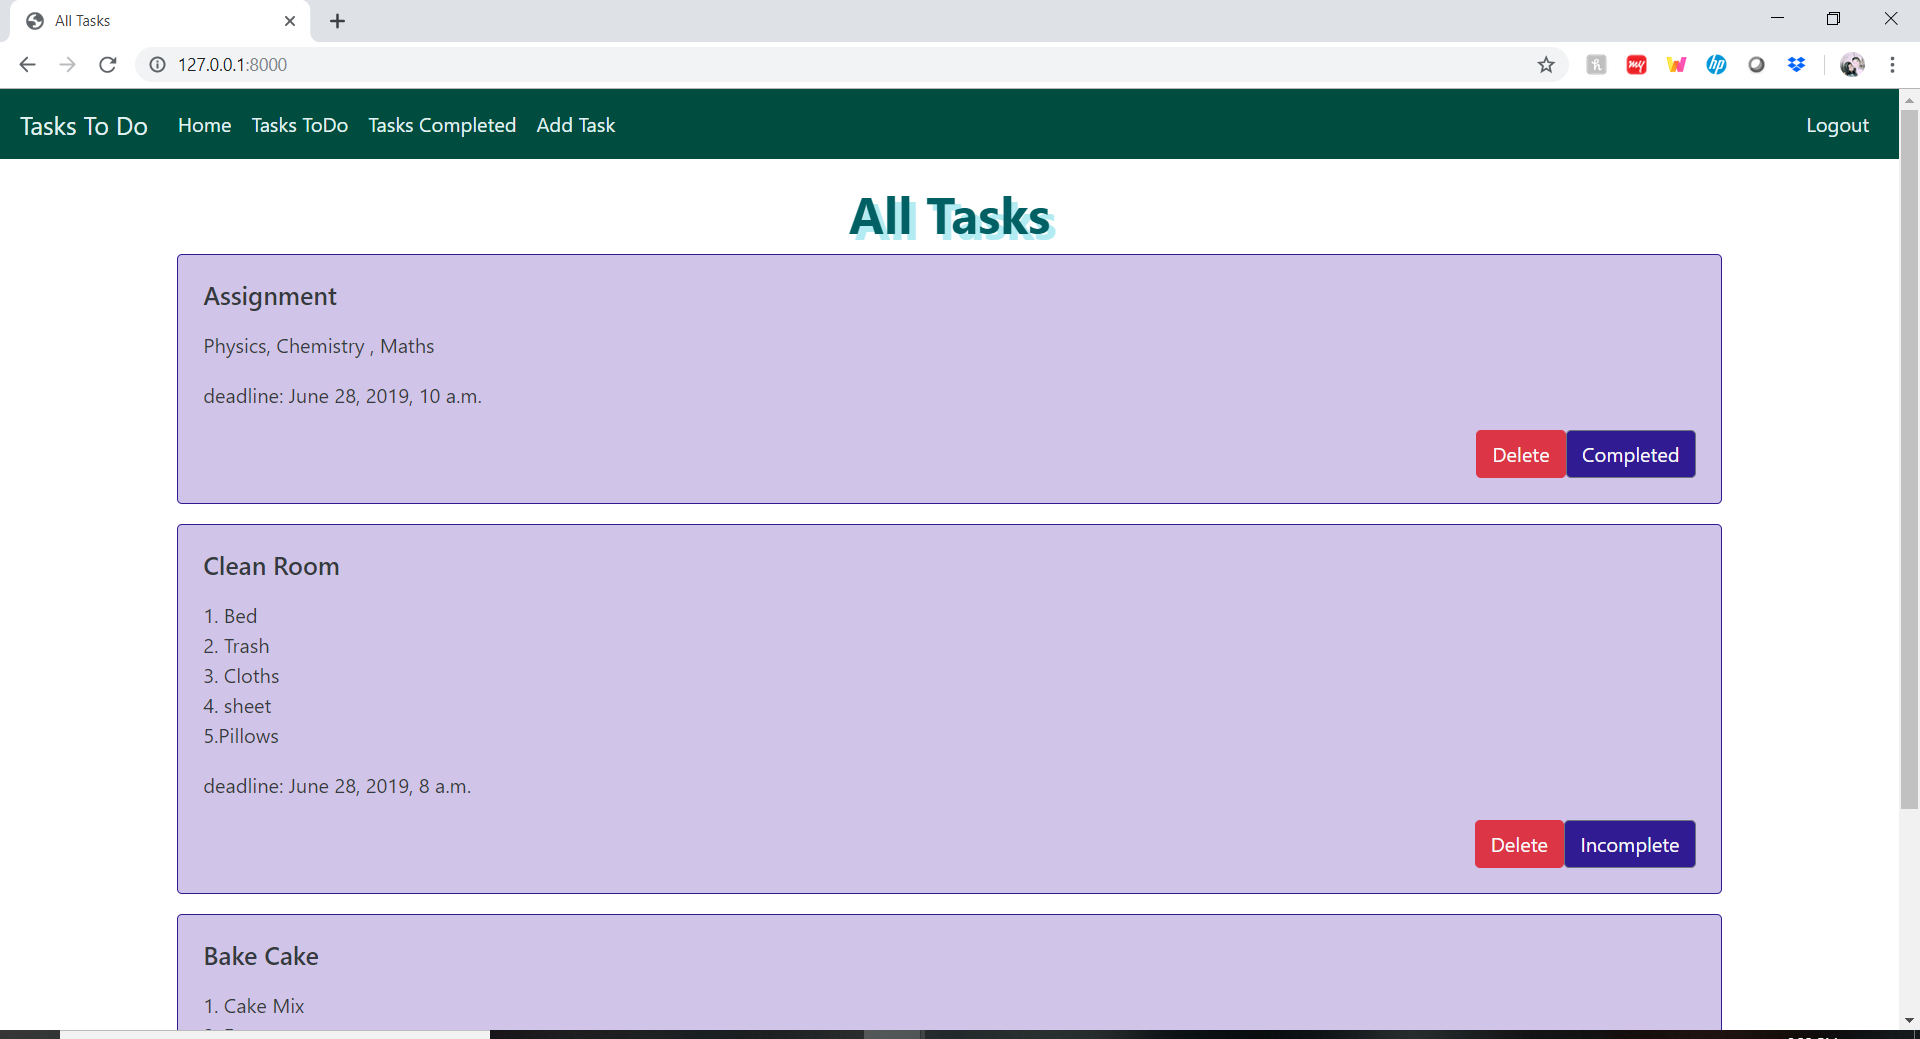 All Tasks
127.0.0.1:8000
Tasks To Do Home Tasks ToDo Tasks Completed Add Task Logout
All Tasks
Assignment
Physics, Chemistry , Maths
deadline: June 28, 2019, 10 a.m.
Delete Completed
Clean Room
1. Bed
2. Trash
3. Cloths
4. sheet
5.Pillows
deadline: June 28, 2019, 8 a.m.
Delete Incomplete
Bake Cake
1. Cake Mix